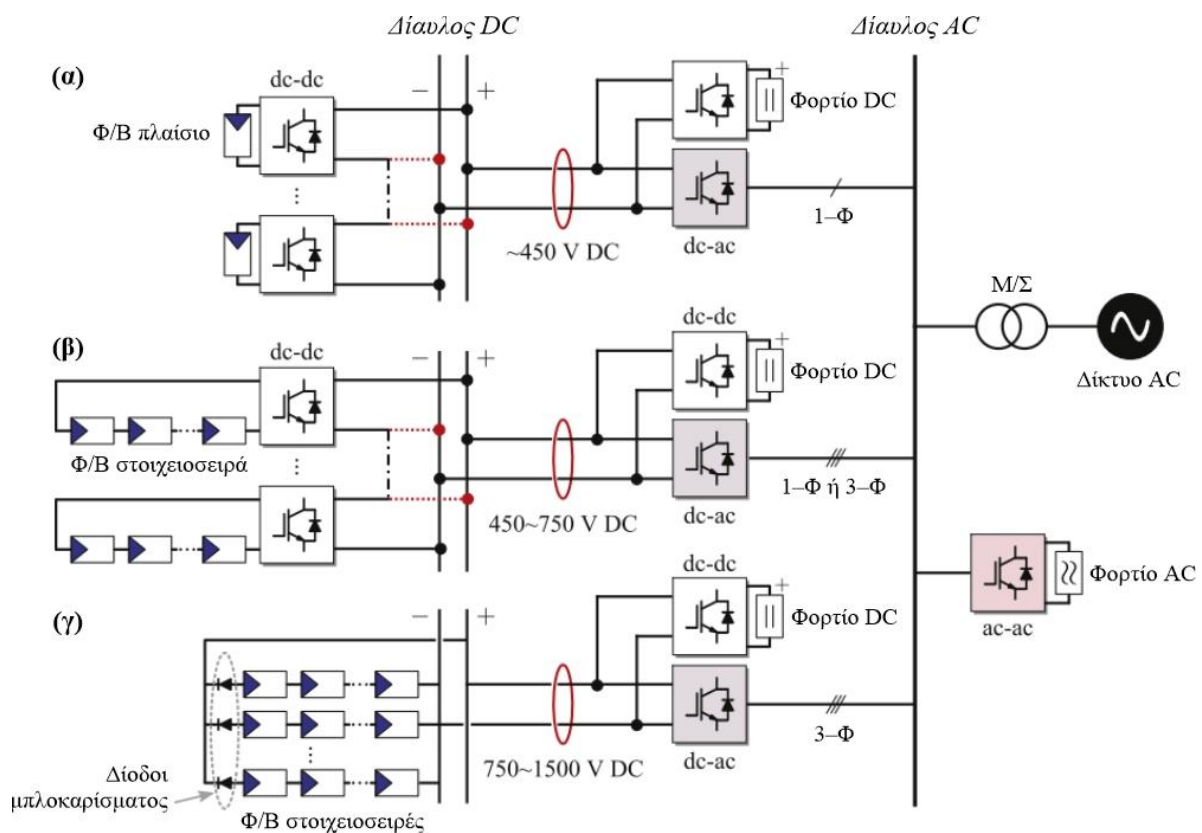 Δίαυλος DC
Δίαυλος AC
(α)
dc-dc
− +
Φ/Β πλαίσιο
⋮
+
Φορτίο DC
~450 V DC
dc-ac
1–Φ
Μ/Σ
Δίκτυο AC
(β)
dc-dc
− +
Φ/Β στοιχειοσειρά
dc-dc
+
Φορτίο DC
450~750 V DC
dc-ac
1–Φ ή 3–Φ
Φορτίο AC
ac-ac
(γ)
− +
dc-dc
+
Φορτίο DC
750~1500 V DC
dc-ac
3–Φ
Δίοδοι
μπλοκαρίσματος
Φ/Β στοιχειοσειρές